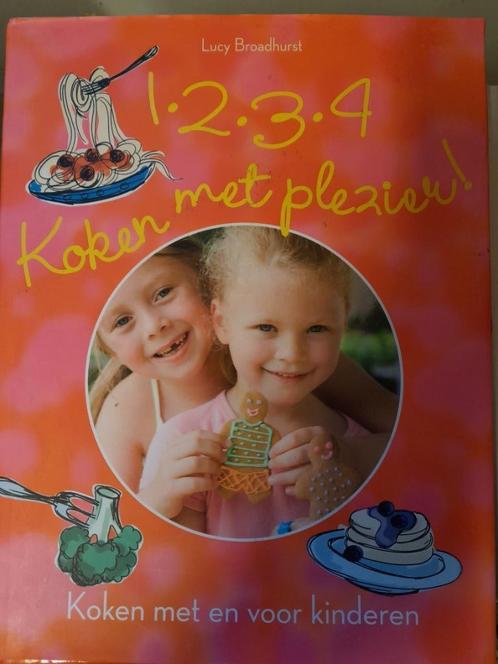 Lucy Broadhurst
1·2·3·4
Koken met plezier!
Koken met en voor kinderen